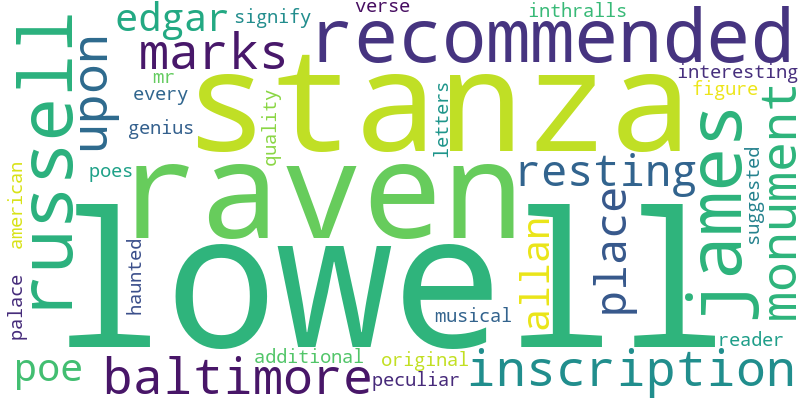 verse
inthralls
edgar
signify
recommended
marks
russell
upon
mr
stanza
interesting
every
figure
genius
quality
letters
monument
james
raven
resting
poes
american
suggested
place
lowell
haunted
allan
palace
musical
reader
poe
additional
original
baltimore
peculiar
inscription